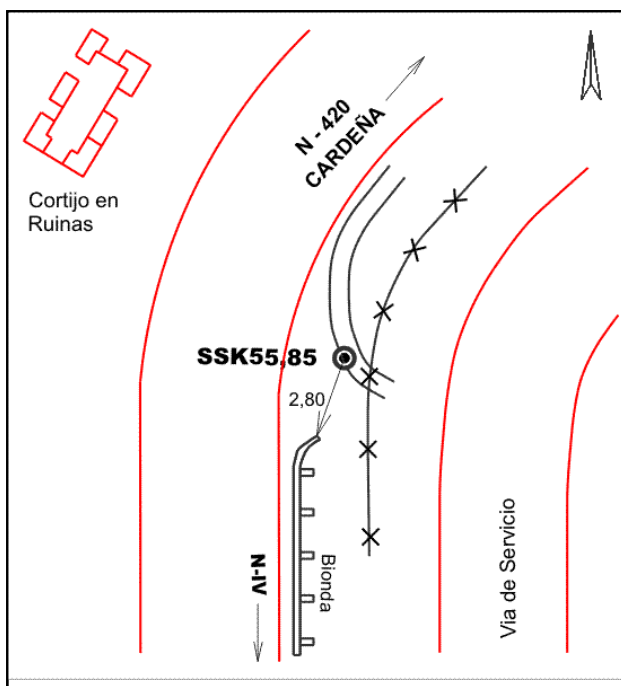 N - 420
CARDEÑA
Cortijo en
Ruinas
SSK55,85
2,80
N-IV
Bionda
Via de Servicio